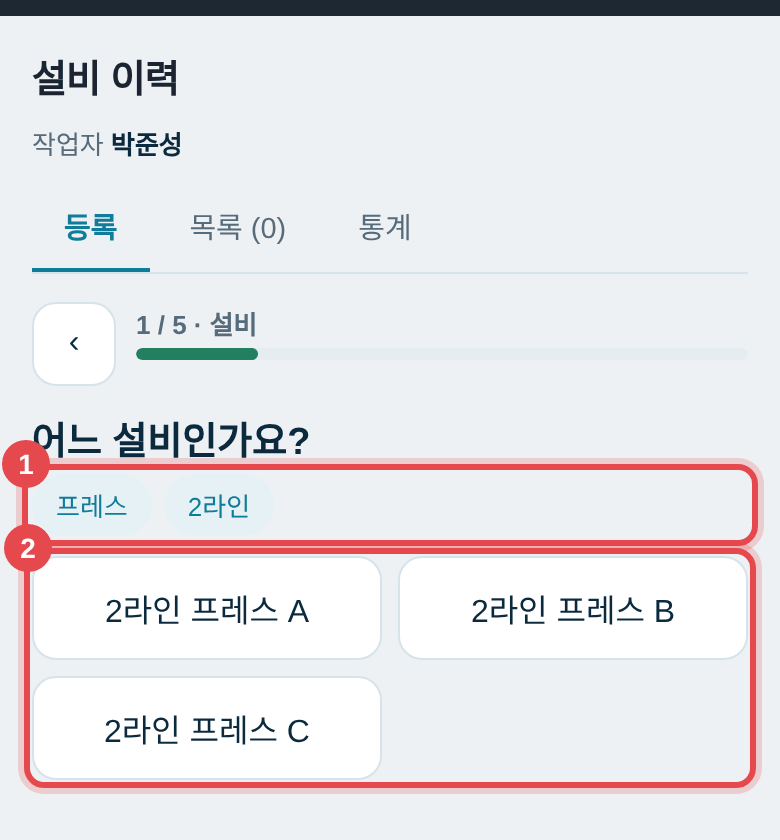 설비 이력
작업자 박준성
등록 목록 (0) 통계
‹ 1 / 5 · 설비
어느 설비인가요?
1
프레스 2라인
2
2라인 프레스 A 2라인 프레스 B
2라인 프레스 C